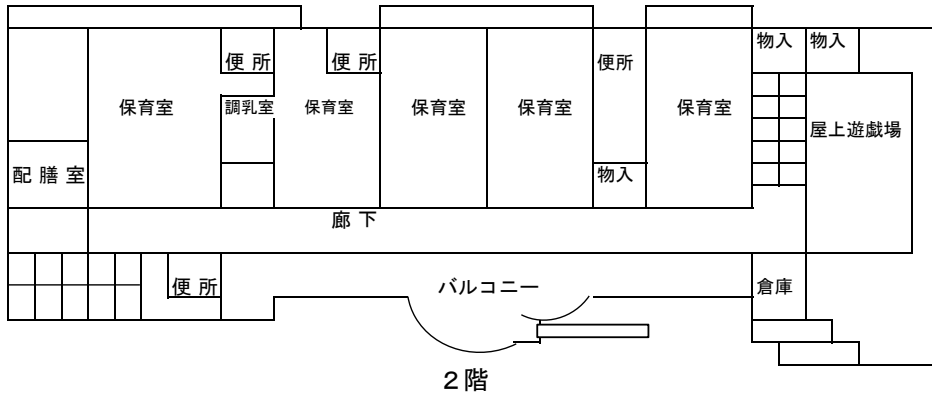 物入 物入
便 所 便 所 便所
保育室 調乳室 保育室 保育室 保育室 保育室
屋上遊戯場
配 膳 室 物入
廊 下
便 所 バルコニー 倉庫
2階